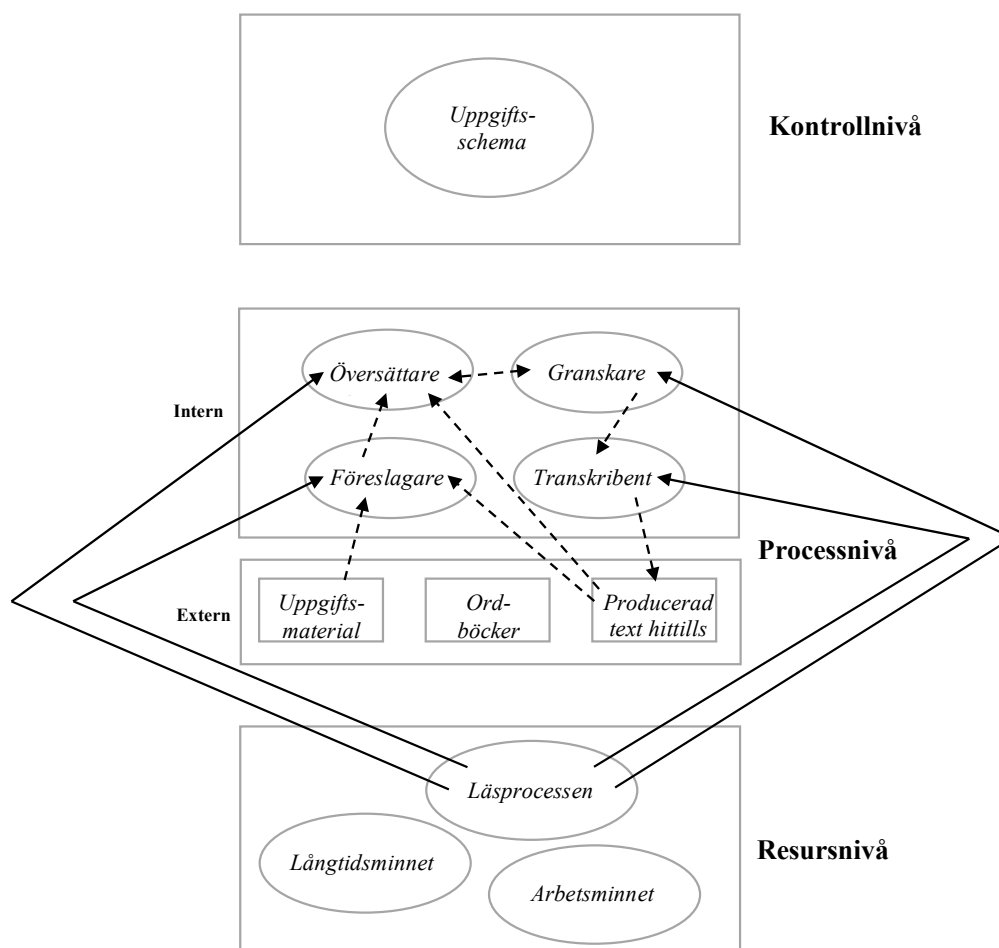 Uppgifts-
schema
Kontrollnivå
Översättare
Granskare
Intern
Föreslagare
Transkribent
Processnivå
Extern
Uppgifts-
material
Ord-
böcker
Producerad
text hittills
Läsprocessen
Långtidsminnet
Resursnivå
Arbetsminnet